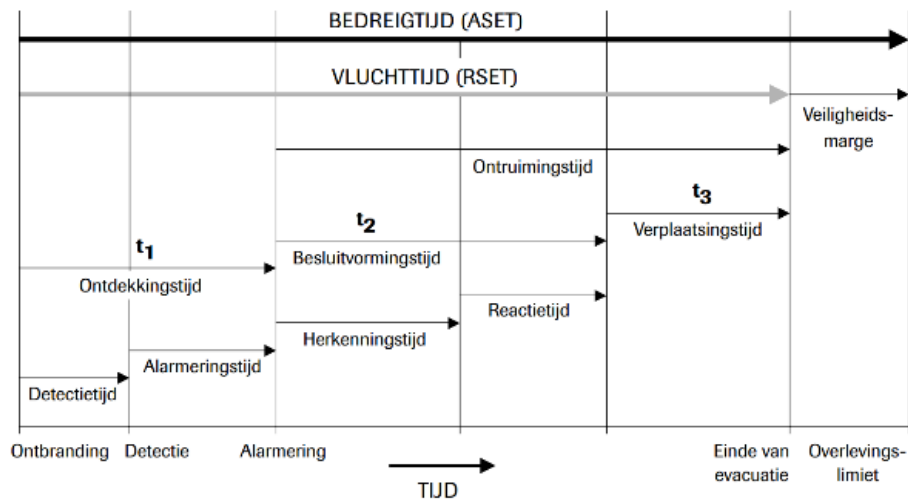 BEDREIGTIJD (ASET)
VLUCHTTIJD (RSET)
Veiligheids-
marge
Ontruimingstijd
t3
Verplaatsingstijd
t2
Besluitvormingstijd
t1
Ontdekkingstijd
Reactietijd
Herkenningstijd
Alarmeringstijd
Detectietijd
Ontbranding
Detectie
Alarmering
Einde van
evacuatie
Overlevings-
limiet
TIJD